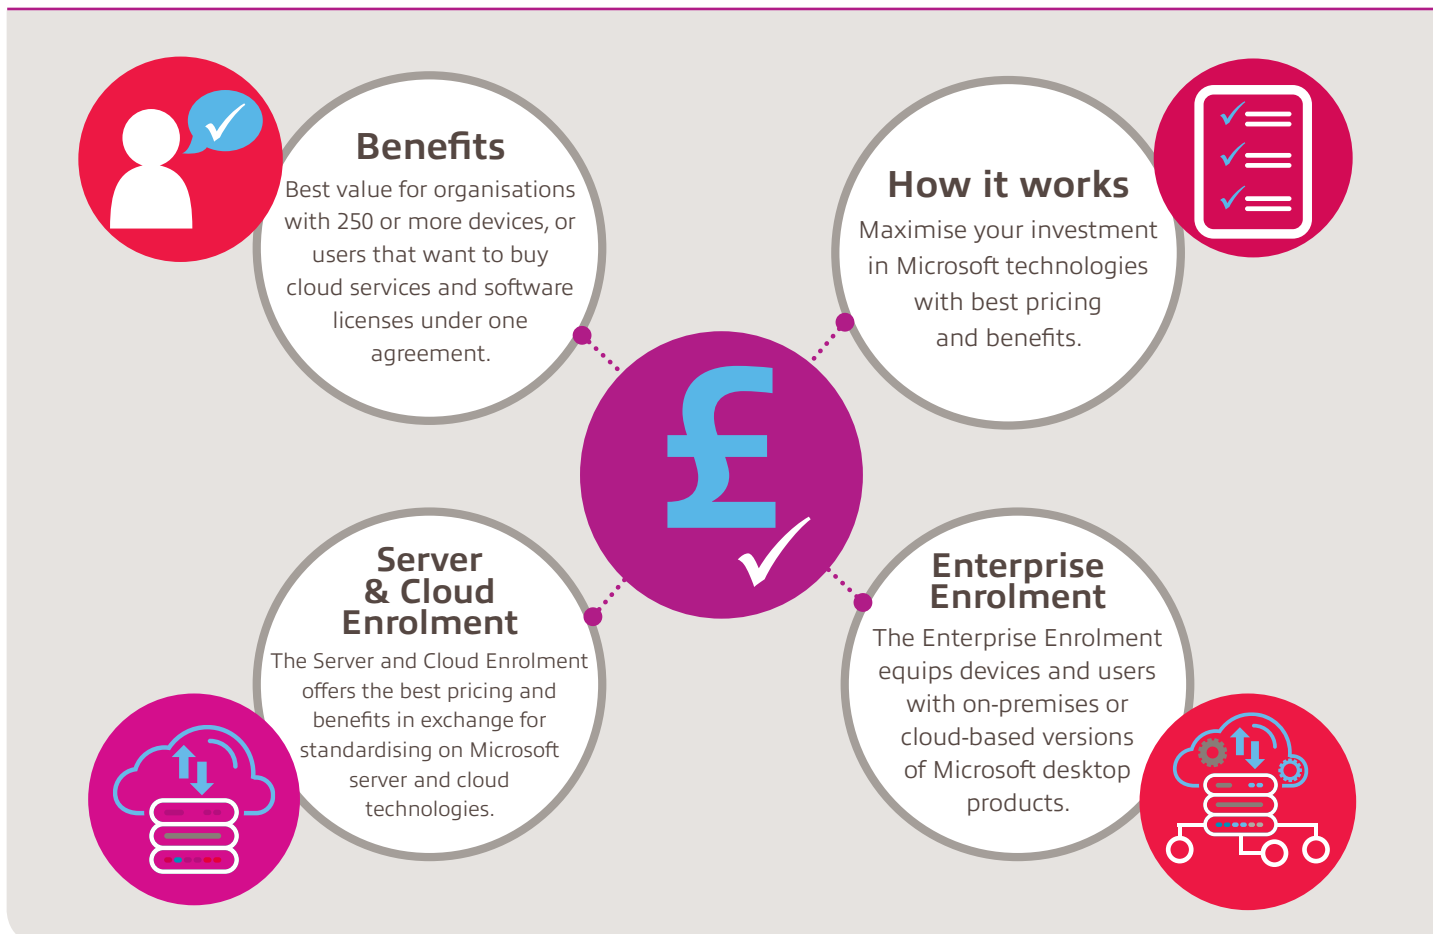 Benefits
Best value for organisations
with 250 or more devices, or
users that want to buy
cloud services and software
licenses under one
agreement.
How it works
Maximise your investment
in Microsoft technologies
with best pricing
and benefits.
£
Server
& Cloud
Enrolment
The Server and Cloud Enrolment
offers the best pricing and
benefits in exchange for
standardising on Microsoft
server and cloud
technologies.
Enterprise
Enrolment
The Enterprise Enrolment
equips devices and users
with on-premises or
cloud-based versions
of Microsoft desktop
products.